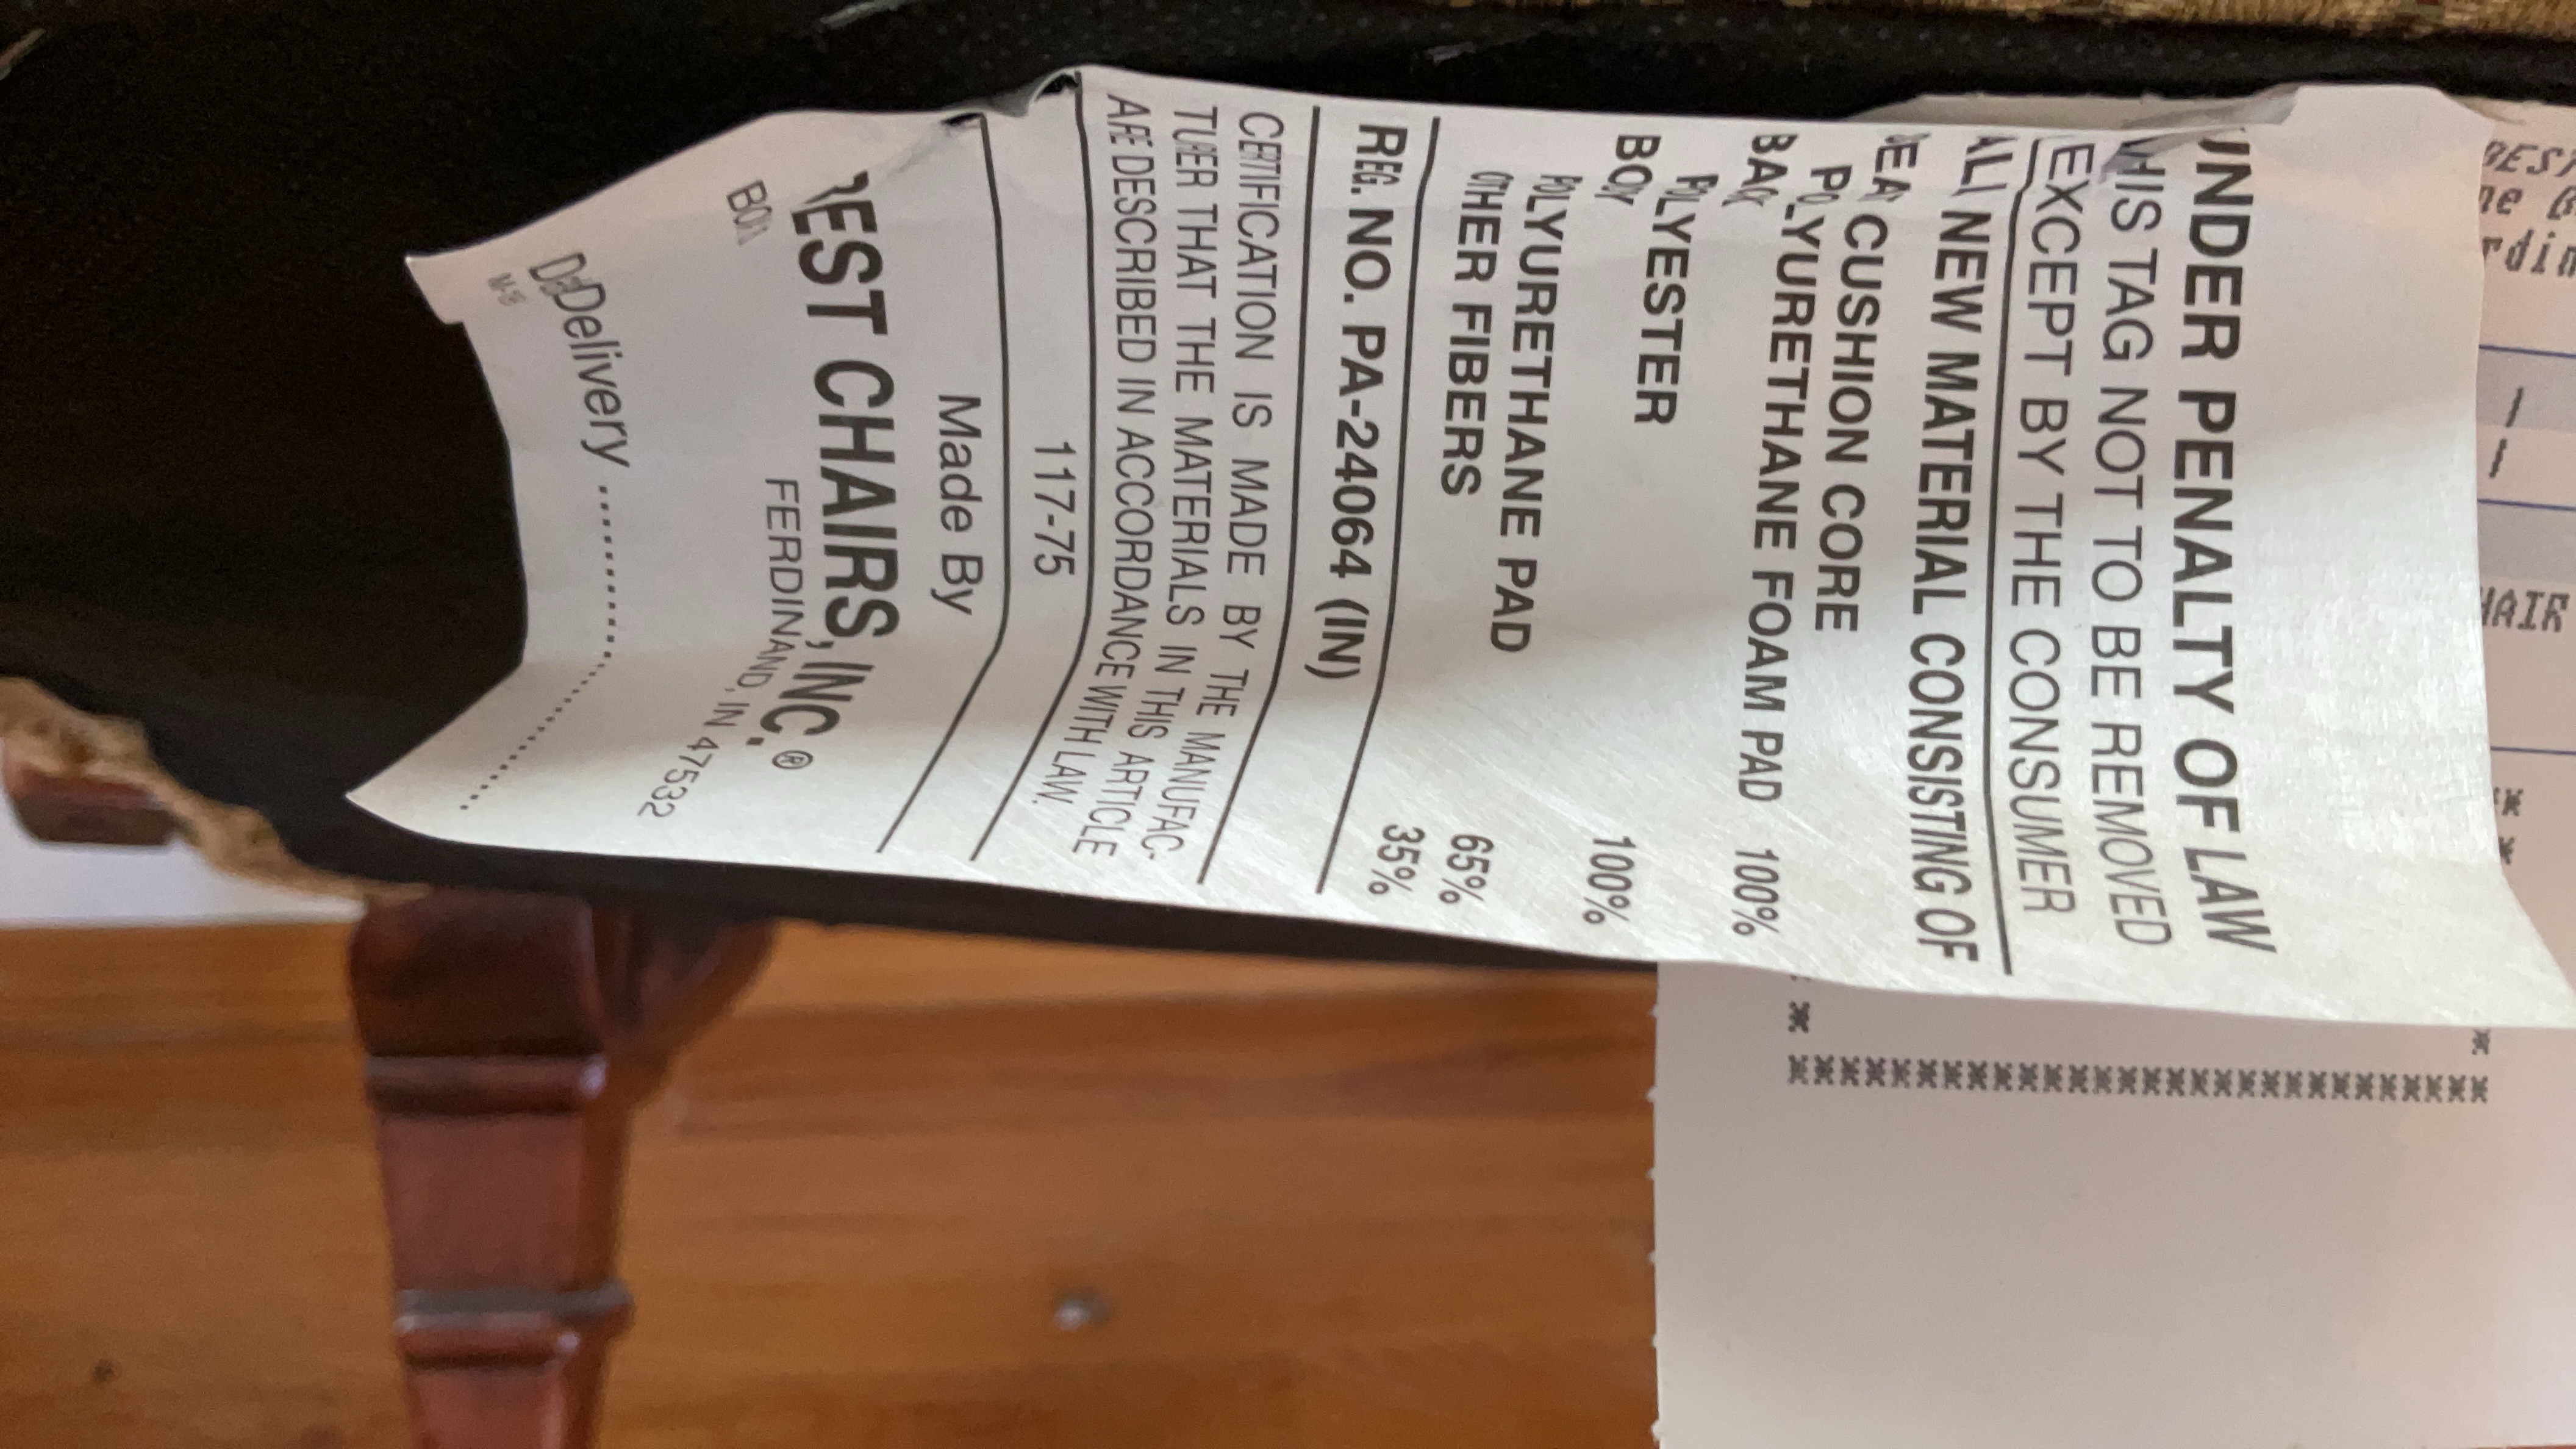 UNDER PENALTY OF LAW
THIS TAG NOT TO BE REMOVED
EXCEPT BY THE CONSUMER
ALL NEW MATERIAL CONSISTING OF
SEAT CUSHION CORE
POLYURETHANE FOAM PAD 100%
BACK
POLYESTER 100%
BODY
POLYURETHANE PAD 65%
OTHER FIBERS 35%
REG. NO. PA-24064 (IN)
CERTIFICATION IS MADE BY THE MANUFAC-
TURER THAT THE MATERIALS IN THIS ARTICLE
ARE DESCRIBED IN ACCORDANCE WITH LAW.
117-75
Made By
BEST CHAIRS, INC.®
FERDINAND, IN 47532
Delivery ........................
HAIR
* *
* *
* *
****************************